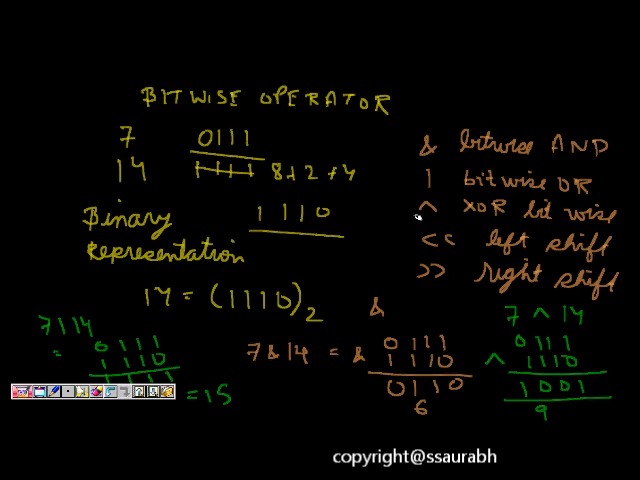 BITWISE OPERATOR
7 0111
14 1111 8+2+4
Binary 1110
Representation
14 = (1110)2
& bitwise AND
| bitwise OR
^ XOR bit wise
<< left shift
>> right shift
7|14
= 0111
1110
1111 = 15
&
7 & 14 = & 0111
1110
0110
6
7 ^ 14
0111
^ 1110
1001
9
copyright@ssaurabh